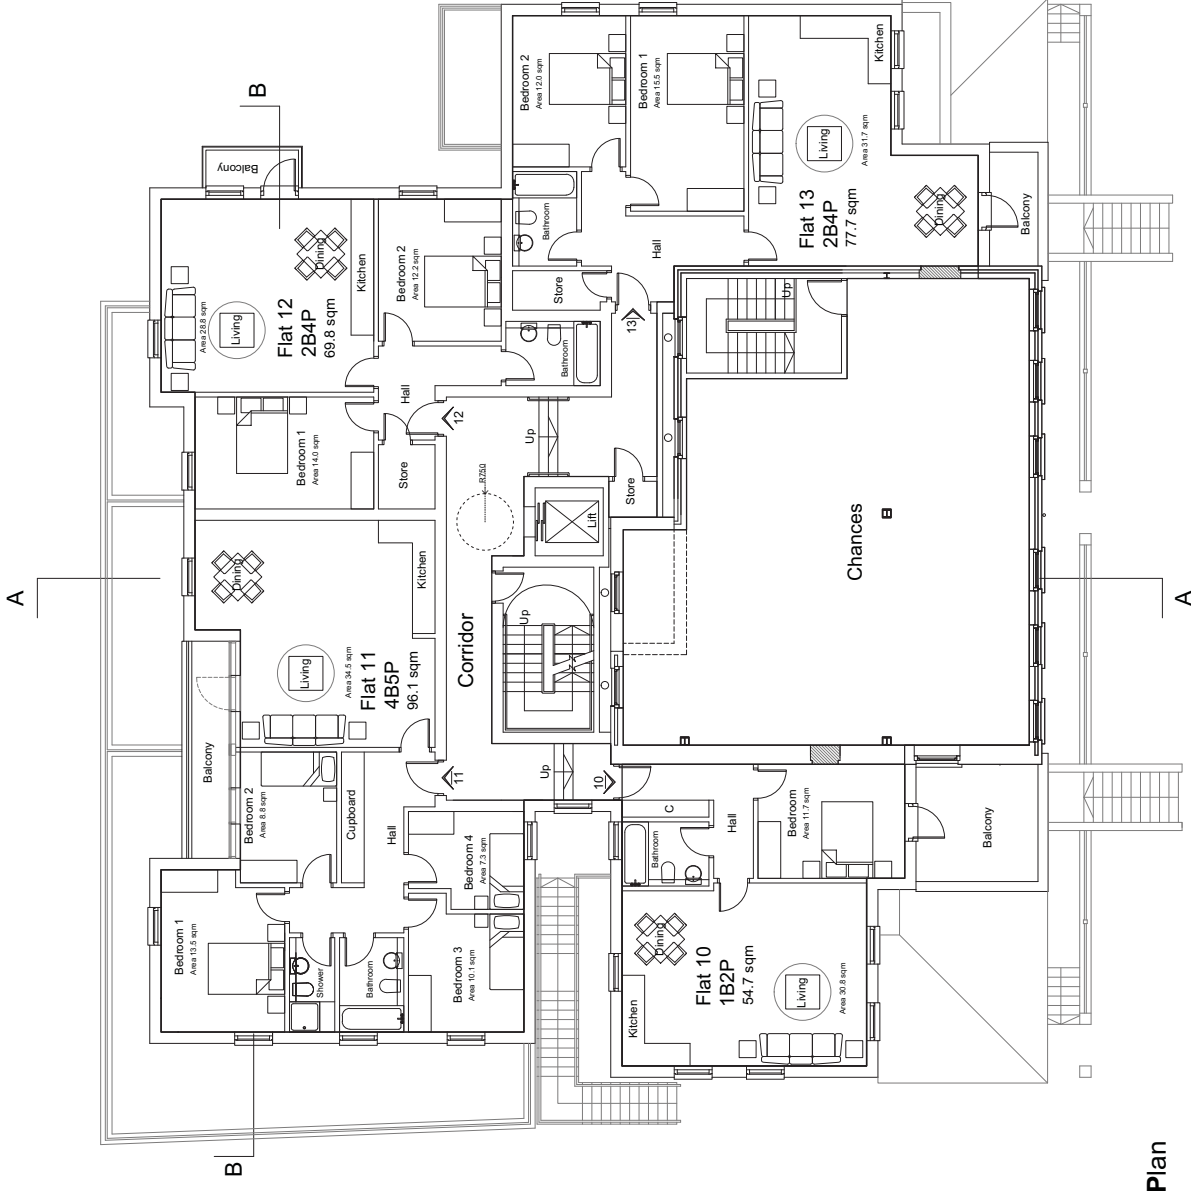 A
A
B
B
Flat 11
4B5P
96.1 sqm
Balcony
Bedroom 1
Area 13.5 sqm
Bedroom 2
Area 8.8 sqm
Cupboard
Hall
Shower
Bathroom
Bedroom 3
Area 10.1 sqm
Bedroom 4
Area 7.3 sqm
Living
Area 34.5 sqm
Dining
Kitchen
11
Flat 12
2B4P
69.8 sqm
Balcony
Bedroom 1
Area 14.0 sqm
Bedroom 2
Area 12.2 sqm
Living
Area 28.8 sqm
Dining
Kitchen
Hall
Store
Bathroom
12
Corridor
R750
Lift
Up
Up
Up
Store
Flat 13
2B4P
77.7 sqm
Bedroom 2
Area 12.0 sqm
Bedroom 1
Area 15.5 sqm
Bathroom
Store
Hall
Living
Area 31.7 sqm
Dining
Kitchen
Balcony
13
Up
Chances
Flat 10
1B2P
54.7 sqm
Kitchen
Dining
Living
Area 30.8 sqm
Bathroom
C
Hall
Bedroom
Area 11.7 sqm
Balcony
10
Plan